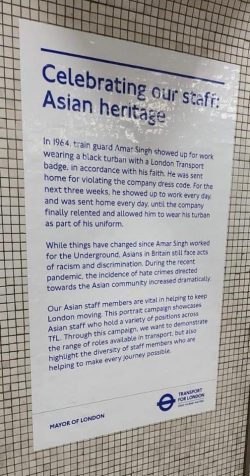 Celebrating our staff:
Asian heritage
In 1964, train guard Amar Singh showed up for work
wearing a black turban with a London Transport
badge, in accordance with his faith. He was sent
home for violating the company dress code. For the
next three weeks, he showed up to work every day,
and was sent home every day, until the company
finally relented and allowed him to wear his turban
as part of his uniform.
While things have changed since Amar Singh worked
for the Underground, Asians in Britain still face acts
of racism and discrimination. During the recent
pandemic, the incidence of hate crimes directed
towards the Asian community increased dramatically.
Our Asian staff members are vital in helping to keep
London moving. This portrait campaign showcases
Asian staff who hold a variety of positions across
TfL. Through this campaign, we want to demonstrate
the range of roles available in transport, but also
highlight the diversity of staff members who are
helping to make every journey possible.
MAYOR OF LONDON
TRANSPORT
FOR LONDON